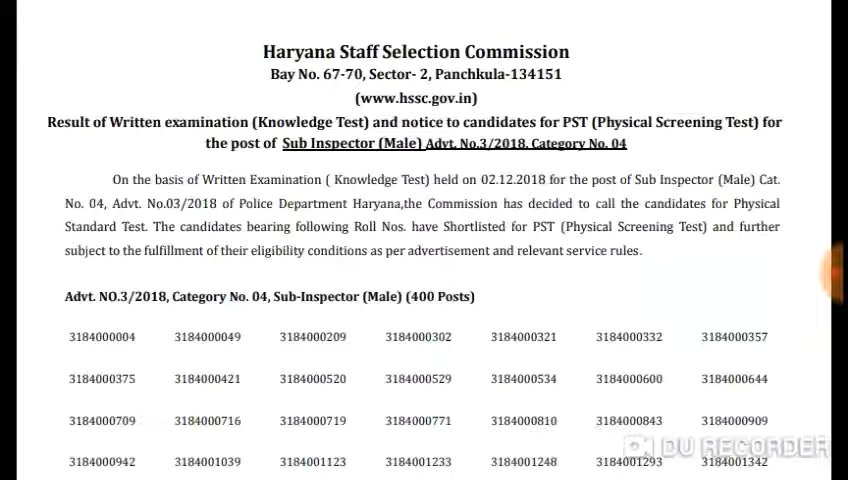 Haryana Staff Selection Commission
Bay No. 67-70, Sector- 2, Panchkula-134151
(www.hssc.gov.in)
Result of Written examination (Knowledge Test) and notice to candidates for PST (Physical Screening Test) for
the post of Sub Inspector (Male) Advt. No.3/2018, Category No. 04
On the basis of Written Examination ( Knowledge Test) held on 02.12.2018 for the post of Sub Inspector (Male) Cat.
No. 04, Advt. No.03/2018 of Police Department Haryana,the Commission has decided to call the candidates for Physical
Standard Test. The candidates bearing following Roll Nos. have Shortlisted for PST (Physical Screening Test) and further
subject to the fulfillment of their eligibility conditions as per advertisement and relevant service rules.
Advt. NO.3/2018, Category No. 04, Sub-Inspector (Male) (400 Posts)
3184000004 3184000049 3184000209 3184000302 3184000321 3184000332 3184000357
3184000375 3184000421 3184000520 3184000529 3184000534 3184000600 3184000644
3184000709 3184000716 3184000719 3184000771 3184000810 3184000843 3184000909
DU RECORDER
3184000942 3184001039 3184001123 3184001233 3184001248 3184001293 3184001342